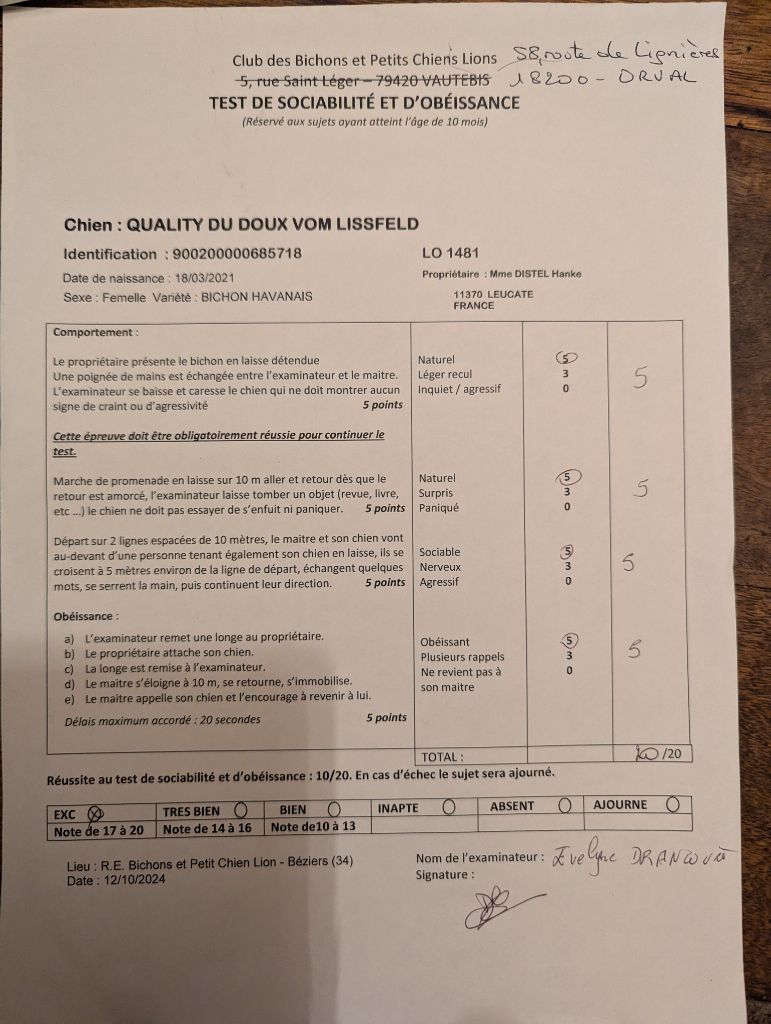 Club des Bichons et Petits Chiens Lions 58, route de Lignières
5, rue Saint Léger – 79420 VAUTEBIS 18200 - ORVAL
TEST DE SOCIABILITÉ ET D'OBÉISSANCE
(Réservé aux sujets ayant atteint l'âge de 10 mois)
Chien : QUALITY DU DOUX VOM LISSFELD
Identification : 900200000685718 LO 1481
Date de naissance : 18/03/2021 Propriétaire : Mme DISTEL Hanke
Sexe : Femelle Variété : BICHON HAVANAIS 11370 LEUCATE
FRANCE
Comportement :
Le propriétaire présente le bichon en laisse détendue Naturel 5
Une poignée de mains est échangée entre l'examinateur et le maitre. Léger recul 3 5
L'examinateur se baisse et caresse le chien qui ne doit montrer aucun Inquiet / agressif 0
signe de craint ou d'agressivité 5 points
Cette épreuve doit être obligatoirement réussie pour continuer le
test.
Marche de promenade en laisse sur 10 m aller et retour dès que le Naturel 5
retour est amorcé, l'examinateur laisse tomber un objet (revue, livre, Surpris 3 5
etc ...) le chien ne doit pas essayer de s'enfuit ni paniquer. 5 points Paniqué 0
Départ sur 2 lignes espacées de 10 mètres, le maitre et son chien vont
au-devant d'une personne tenant également son chien en laisse, ils se Sociable 5
croisent à 5 mètres environ de la ligne de départ, échangent quelques Nerveux 3 5
mots, se serrent la main, puis continuent leur direction. 5 points Agressif 0
Obéissance :
a) L'examinateur remet une longe au propriétaire. Obéissant 5
b) Le propriétaire attache son chien. Plusieurs rappels 3 5
c) La longe est remise à l'examinateur. Ne revient pas à 0
d) Le maitre s'éloigne à 10 m, se retourne, s'immobilise. son maitre
e) Le maitre appelle son chien et l'encourage à revenir à lui.
Délais maximum accordé : 20 secondes 5 points
TOTAL : 20/20
Réussite au test de sociabilité et d'obéissance : 10/20. En cas d'échec le sujet sera ajourné.
EXC TRES BIEN BIEN INAPTE ABSENT AJOURNE
Note de 17 à 20 Note de 14 à 16 Note de10 à 13
Lieu : R.E. Bichons et Petit Chien Lion - Béziers (34) Nom de l'examinateur : Evelyne
Date : 12/10/2024 Signature :